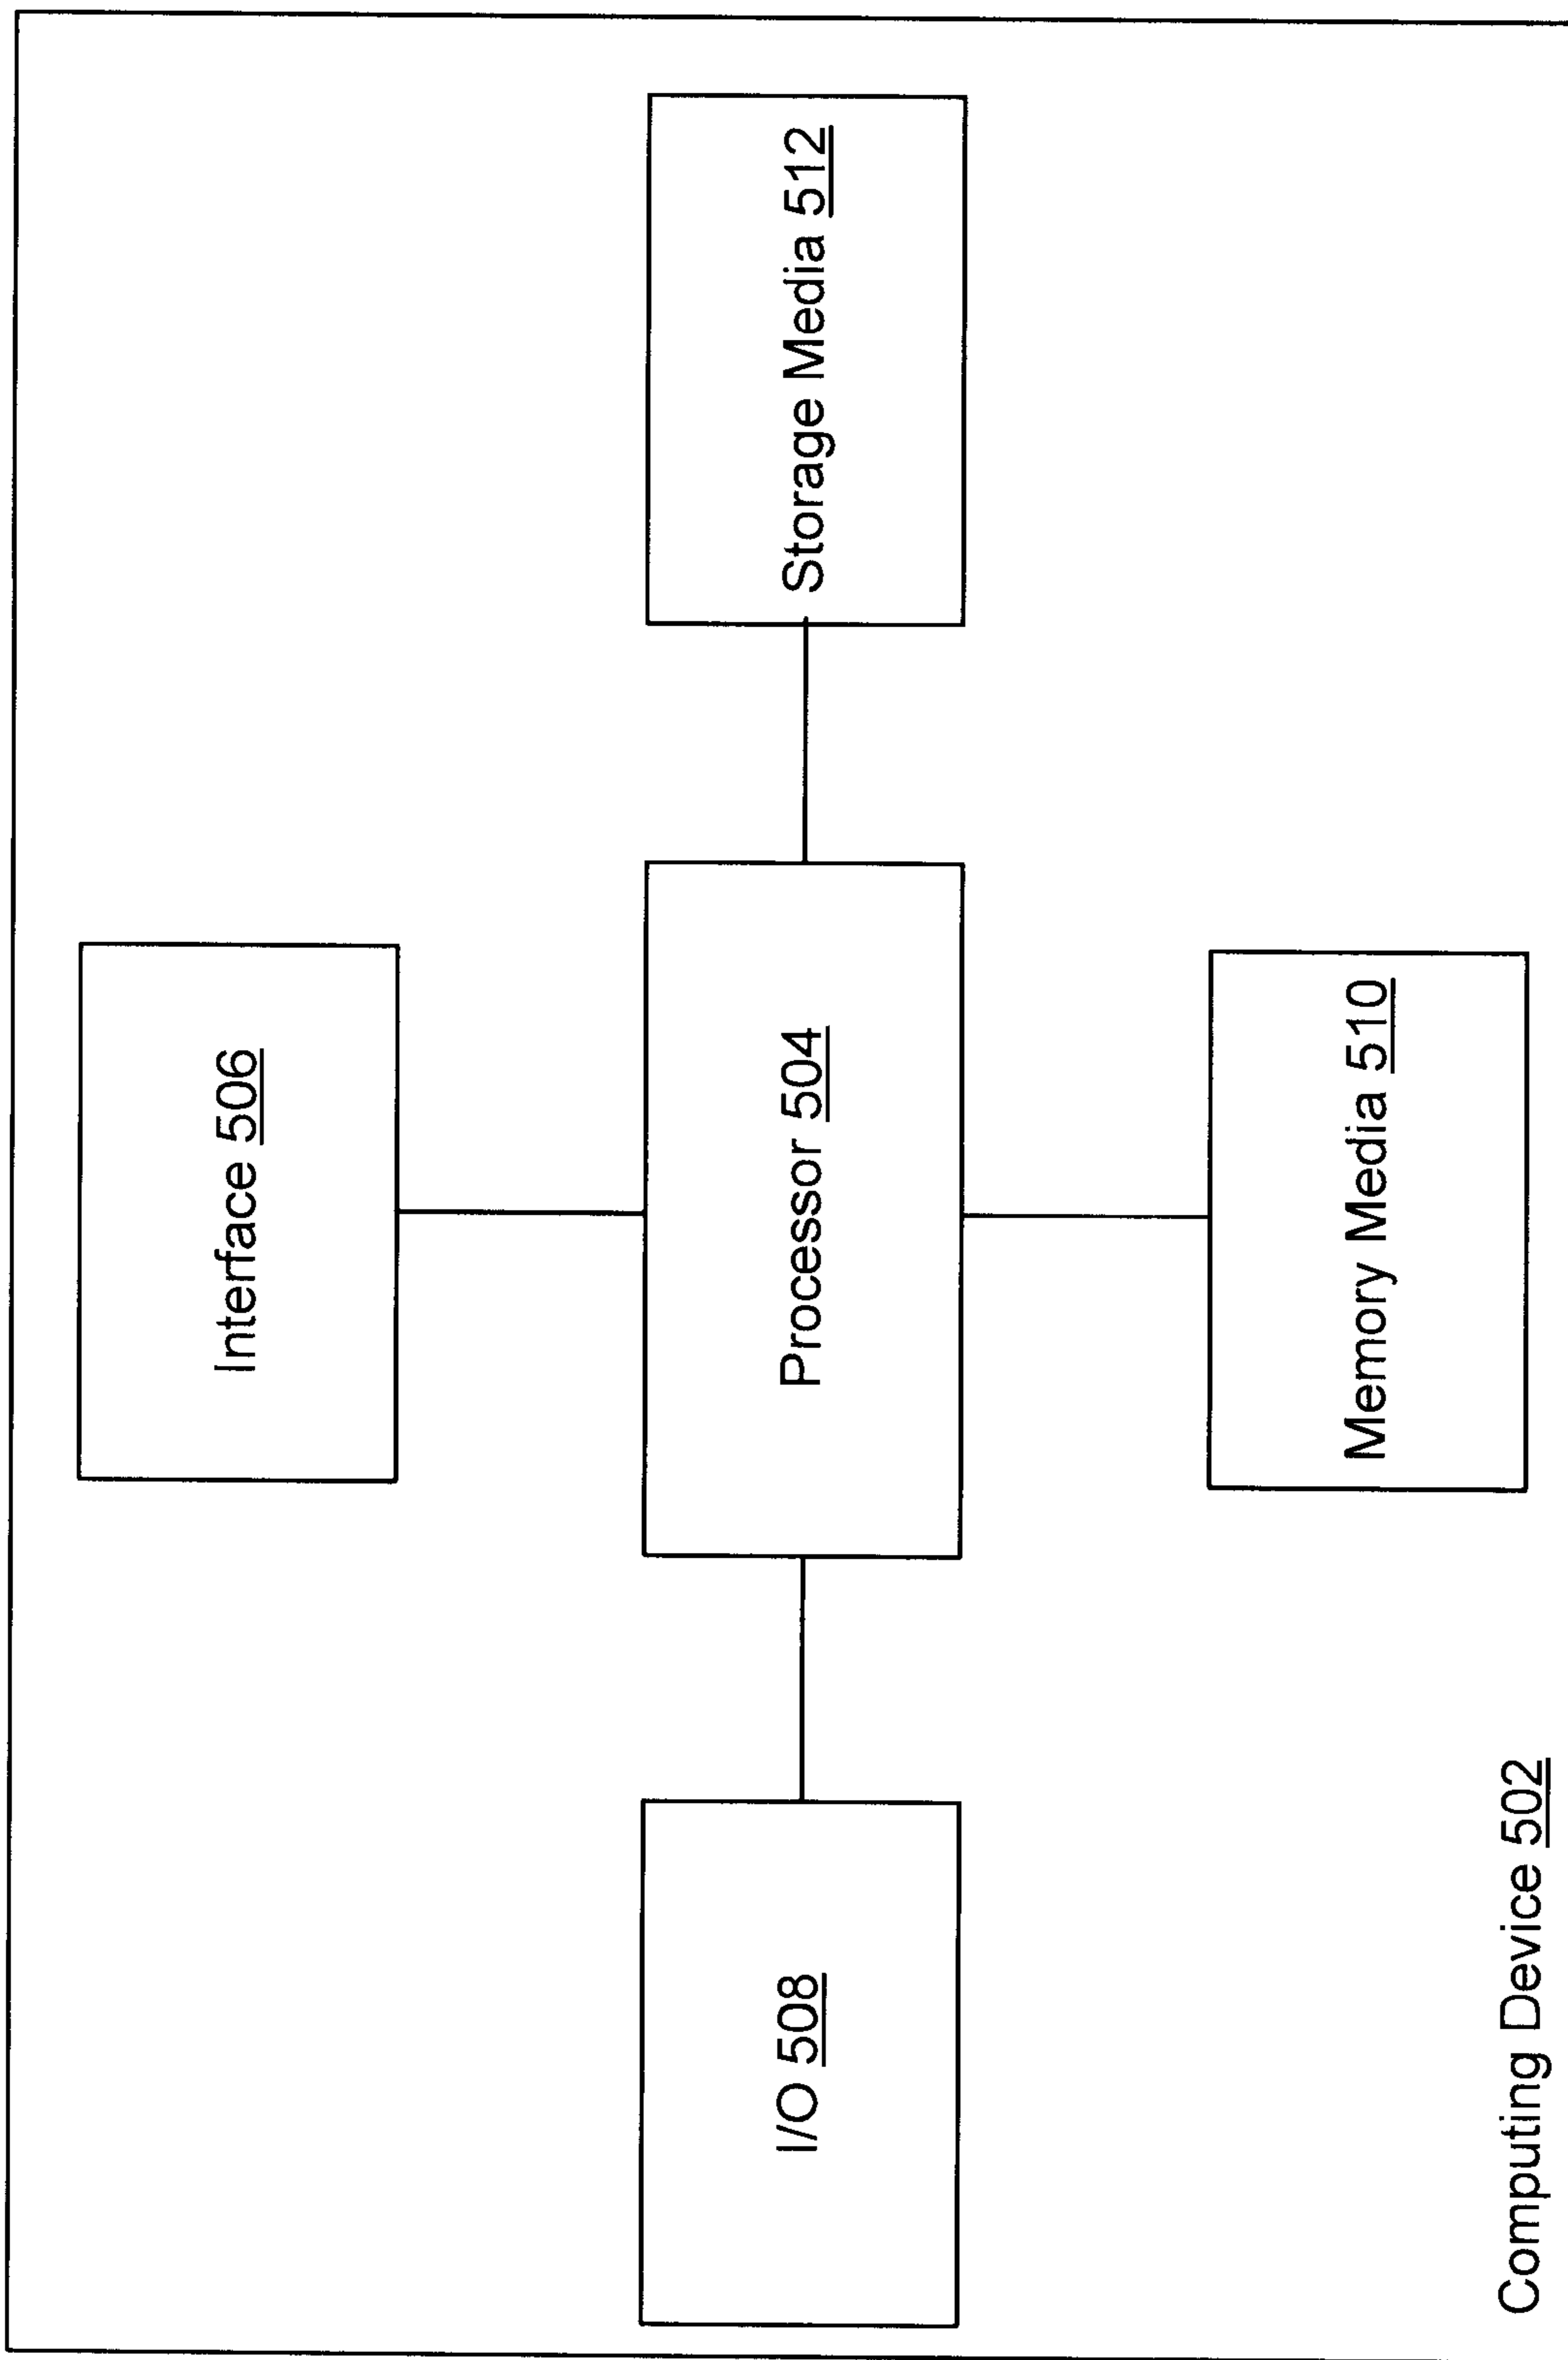 Interface 506
I/O 508
Processor 504
Storage Media 512
Memory Media 510
Computing Device 502